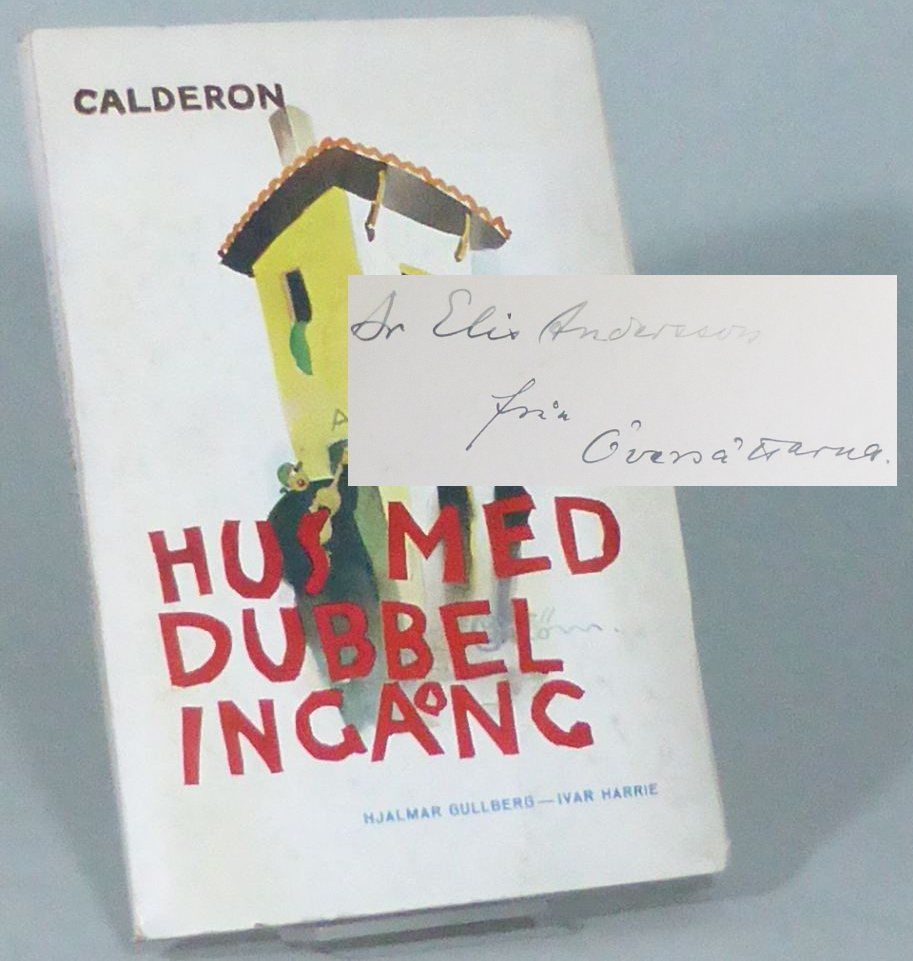 CALDERON
Dr Elis Andersson
från
Översättarna.
HUS MED
DUBBEL
INGÅNG
HJALMAR GULLBERG—IVAR HARRIE